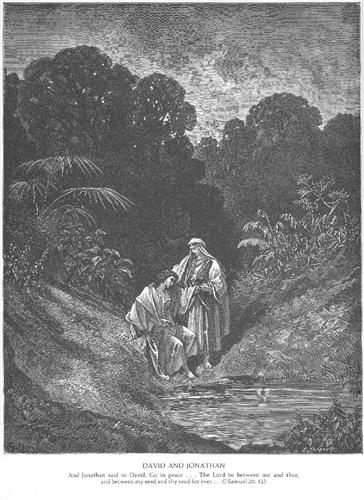 DAVID AND JONATHAN
And Jonathan said to David, Go in peace . . . The Lord be between me and thee,
and between my seed and thy seed for ever . . . (I Samuel 20: 42)